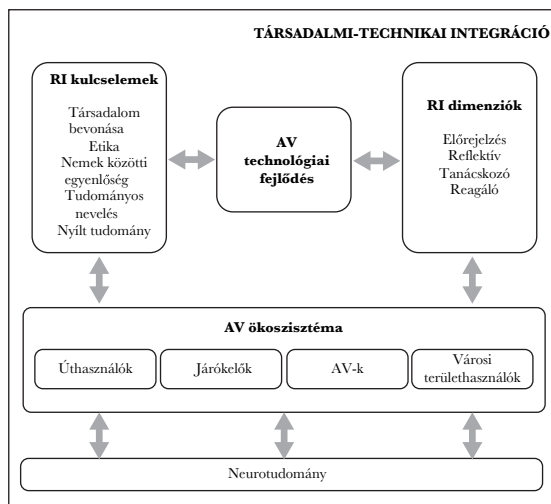 TÁRSADALMI-TECHNIKAI INTEGRÁCIÓ
RI kulcselemek
Társadalom
bevonása
Etika
Nemek közötti
egyenlőség
Tudományos
nevelés
Nyílt tudomány
AV
technológiai
fejlődés
RI dimenziók
Előrejelzés
Reflektív
Tanácskozó
Reagáló
AV ökoszisztéma
Úthasználók
Járókelők
AV-k
Városi
területhasználók
Neurotudomány